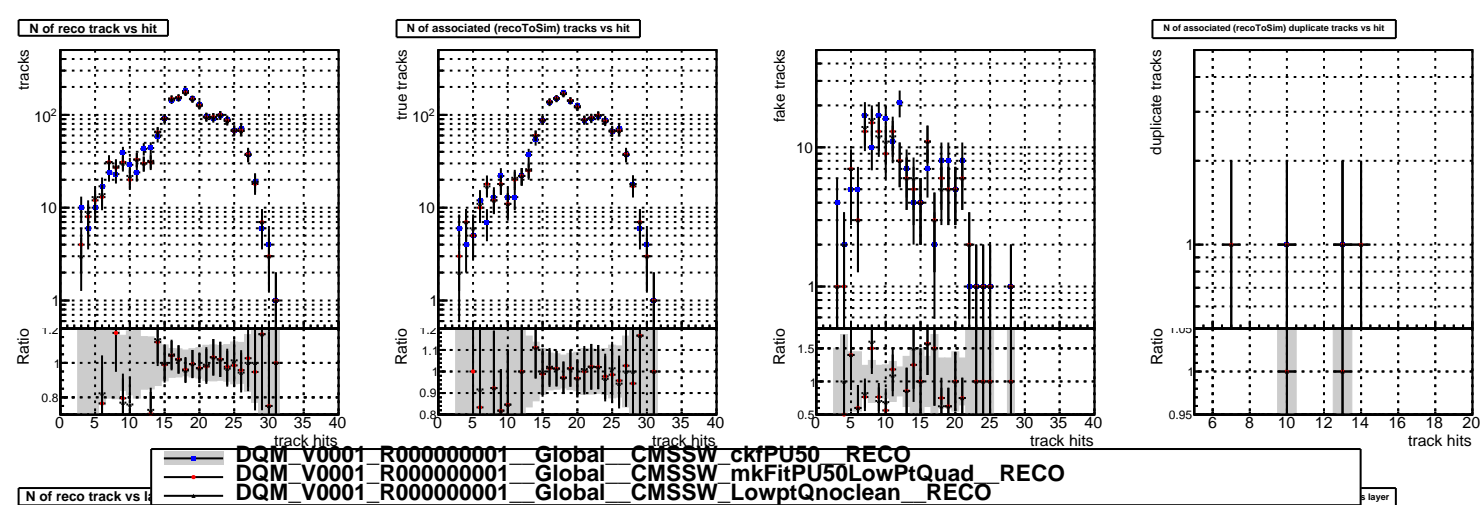 N of reco track vs hit
N of associated (recoToSim) tracks vs hit
N of associated (recoToSim) duplicate tracks vs hit
tracks
10²
10
1
Ratio
1.2
1
0.8
0 5 10 15 20 25 30 35 40
track hits
true tracks
10²
10
1
Ratio
1.2
1.1
1
0.9
0.8
0 5 10 15 20 25 30 35 40
track hits
fake tracks
10
1
Ratio
1.5
1
0.5
0 5 10 15 20 25 30 35 40
track hits
duplicate tracks
1
Ratio
1.05
1
0.95
6 8 10 12 14 16 18 20
track hits
DQM_V0001_R000000001__Global__CMSSW_ckfPU50__RECO
DQM_V0001_R000000001__Global__CMSSW_mkFitPU50LowPtQuad__RECO
DQM_V0001_R000000001__Global__CMSSW_LowptQnoclean__RECO
N of reco track vs
s layer